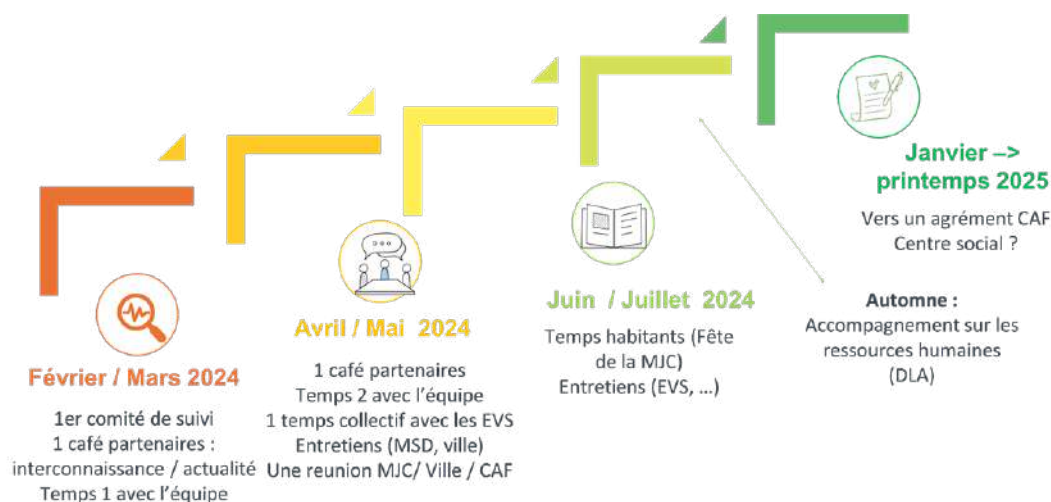 Février / Mars 2024
1er comité de suivi
1 café partenaires :
interconnaissance / actualité
Temps 1 avec l'équipe
Avril / Mai 2024
1 café partenaires
Temps 2 avec l'équipe
1 temps collectif avec les EVS
Entretiens (MSD, ville)
Une reunion MJC/ Ville / CAF
Juin / Juillet 2024
Temps habitants (Fête
de la MJC)
Entretiens (EVS, ...)
Janvier –>
printemps 2025
Vers un agrément CAF
Centre social ?
Automne :
Accompagnement sur les
ressources humaines
(DLA)